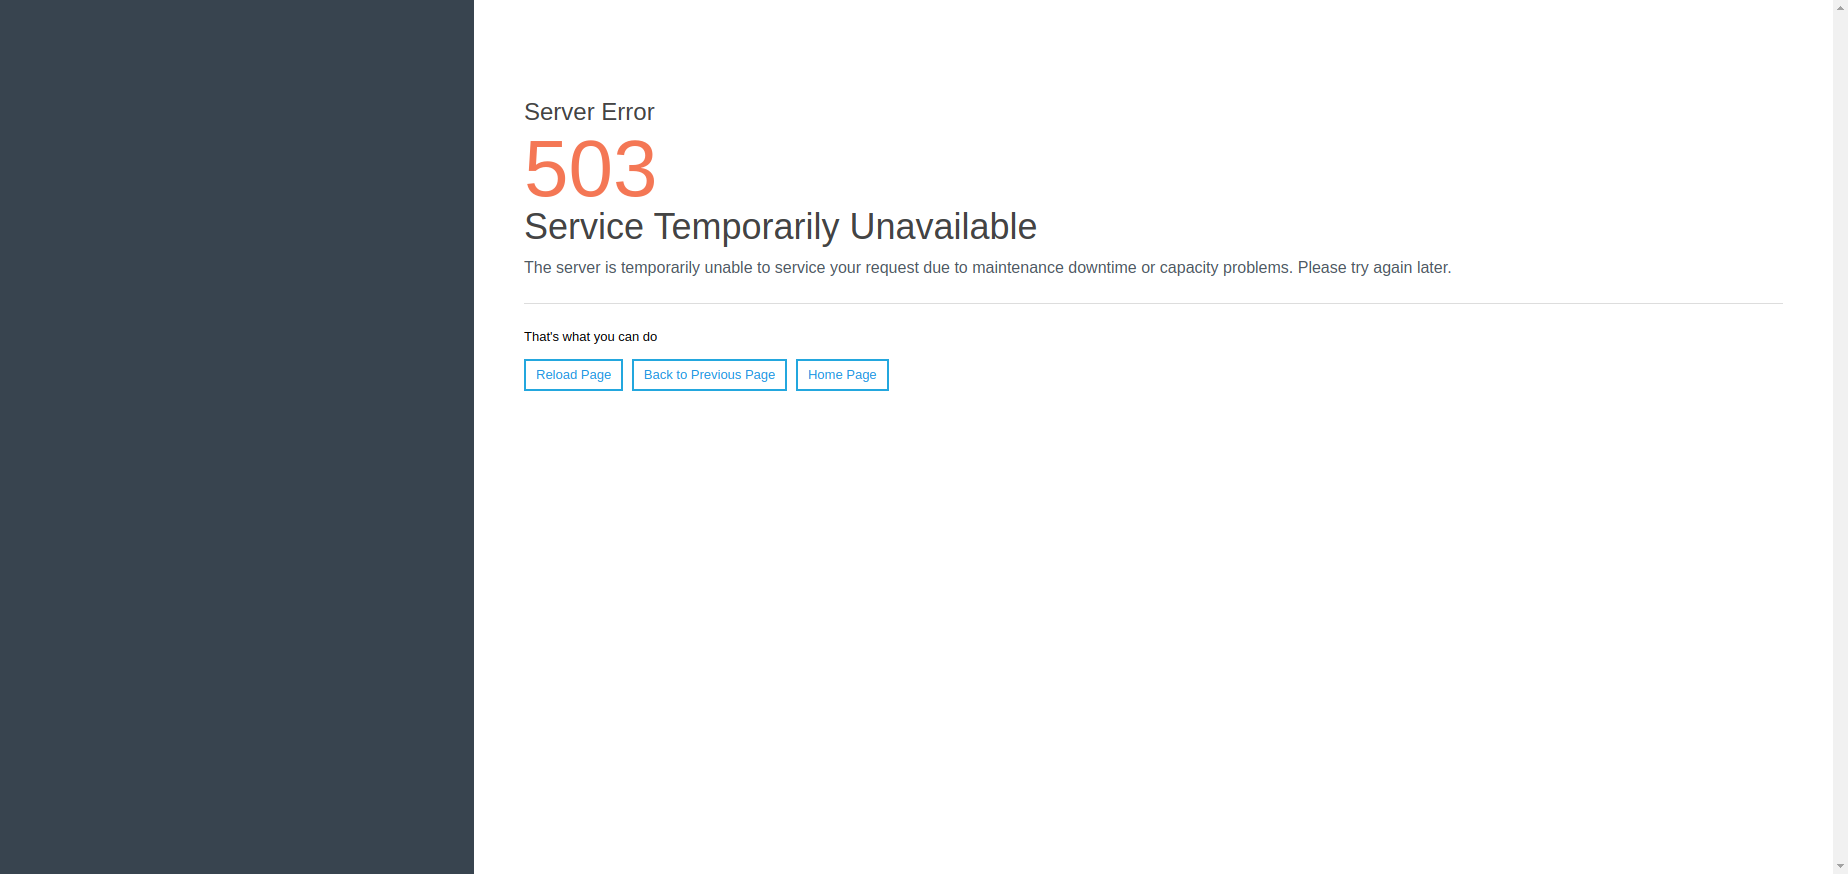 Server Error
503
Service Temporarily Unavailable
The server is temporarily unable to service your request due to maintenance downtime or capacity problems. Please try again later.
That's what you can do
Reload Page Back to Previous Page Home Page